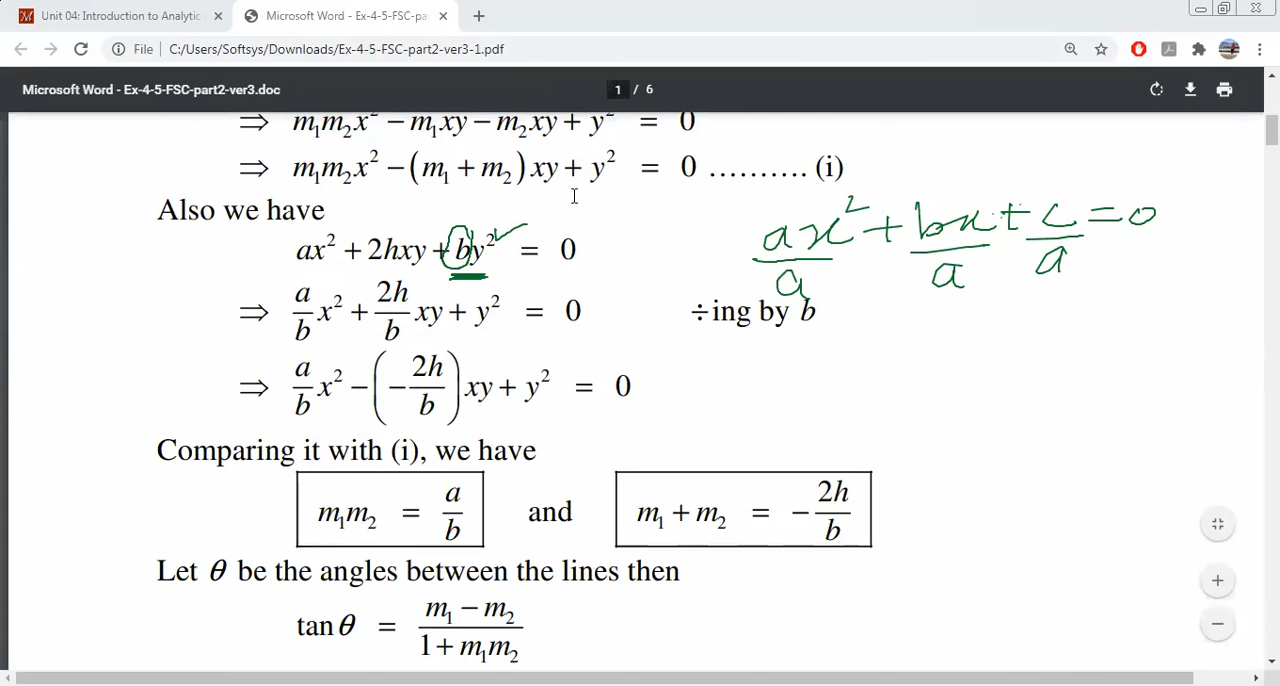 Unit 04: Introduction to Analytic
Microsoft Word - Ex-4-5-FSC-pa
File
C:/Users/Softsys/Downloads/Ex-4-5-FSC-part2-ver3-1.pdf
Microsoft Word - Ex-4-5-FSC-part2-ver3.doc
1 / 6
⇒ m₁m₂x² − m₁xy − m₂xy + y² = 0
⇒ m₁m₂x² − (m₁ + m₂) xy + y² = 0 .......... (i)
Also we have
ax² + bx + c = 0
a a a
ax² + 2hxy + by² = 0
⇒ a/b x² + 2h/b xy + y² = 0 ÷ing by b
⇒ a/b x² − (− 2h/b) xy + y² = 0
Comparing it with (i), we have
m₁m₂ = a/b and m₁ + m₂ = − 2h/b
Let θ be the angles between the lines then
tan θ = m₁ − m₂ / 1 + m₁m₂